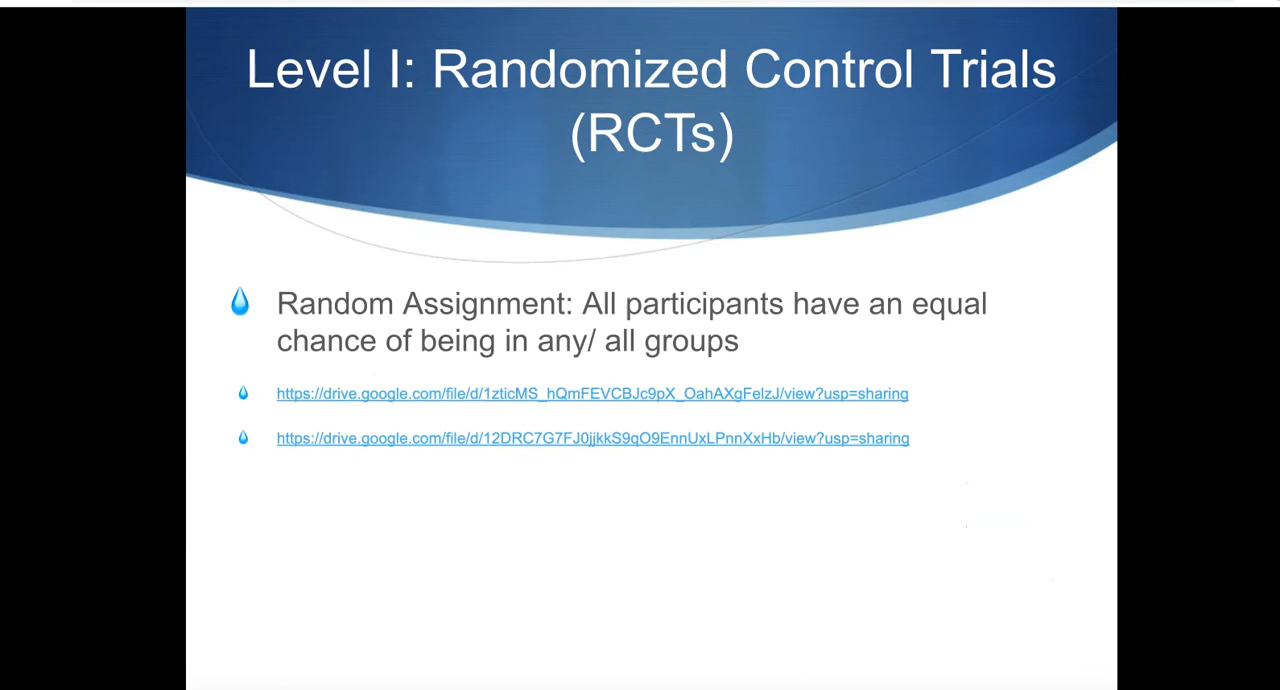 Level I: Randomized Control Trials
(RCTs)
Random Assignment: All participants have an equal
chance of being in any/ all groups
https://drive.google.com/file/d/1zticMS_hQmFEVCBJc9pX_OahAXgFelzJ/view?usp=sharing
https://drive.google.com/file/d/12DRC7G7FJ0jjkkS9qO9EnnUxLPnnXxHb/view?usp=sharing